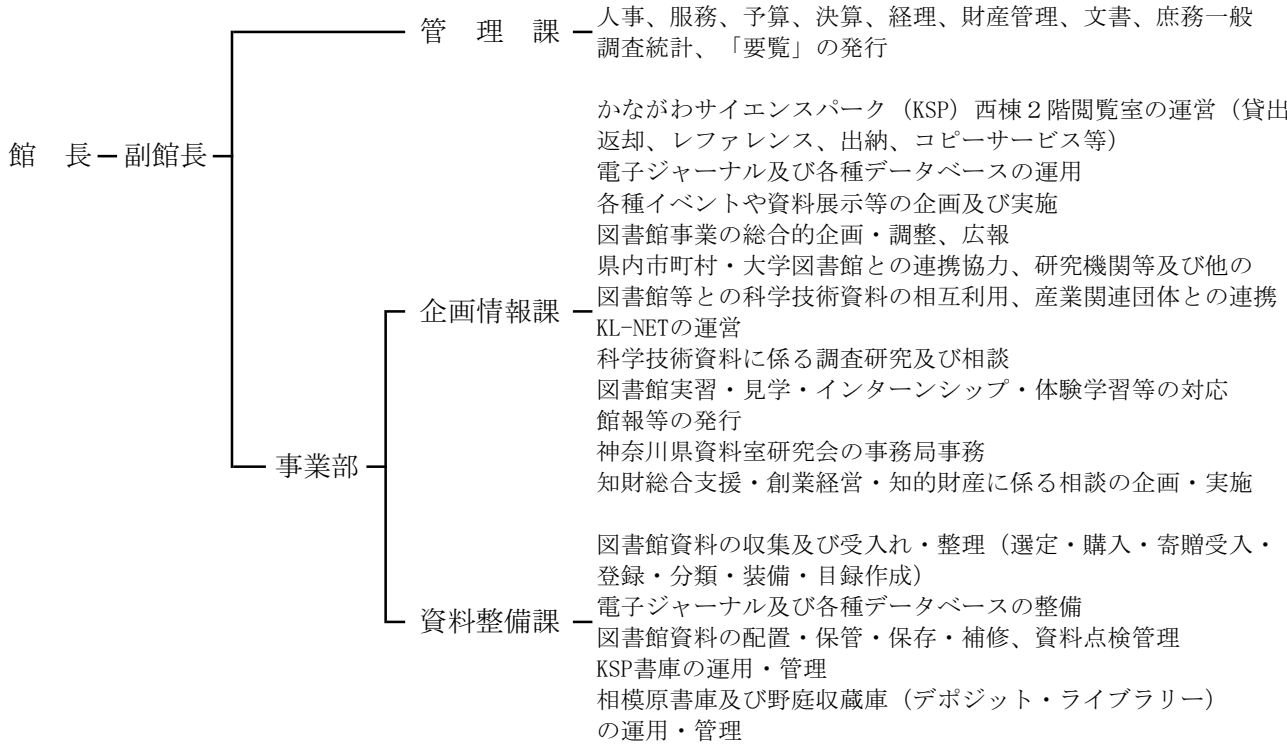 人事、服務、予算、決算、経理、財産管理、文書、庶務一般
管　理　課
調査統計、「要覧」の発行
館　長
副館長
かながわサイエンスパーク（KSP）西棟２階閲覧室の運営（貸出
返却、レファレンス、出納、コピーサービス等）
電子ジャーナル及び各種データベースの運用
各種イベントや資料展示等の企画及び実施
図書館事業の総合的企画・調整、広報
県内市町村・大学図書館との連携協力、研究機関等及び他の
企画情報課
図書館等との科学技術資料の相互利用、産業関連団体との連携
KL-NETの運営
科学技術資料に係る調査研究及び相談
図書館実習・見学・インターンシップ・体験学習等の対応
館報等の発行
神奈川県資料室研究会の事務局事務
事業部
知財総合支援・創業経営・知的財産に係る相談の企画・実施
図書館資料の収集及び受入れ・整理（選定・購入・寄贈受入・
登録・分類・装備・目録作成）
電子ジャーナル及び各種データベースの整備
資料整備課
図書館資料の配置・保管・保存・補修、資料点検管理
KSP書庫の運用・管理
相模原書庫及び野庭収蔵庫（デポジット・ライブラリー）
の運用・管理